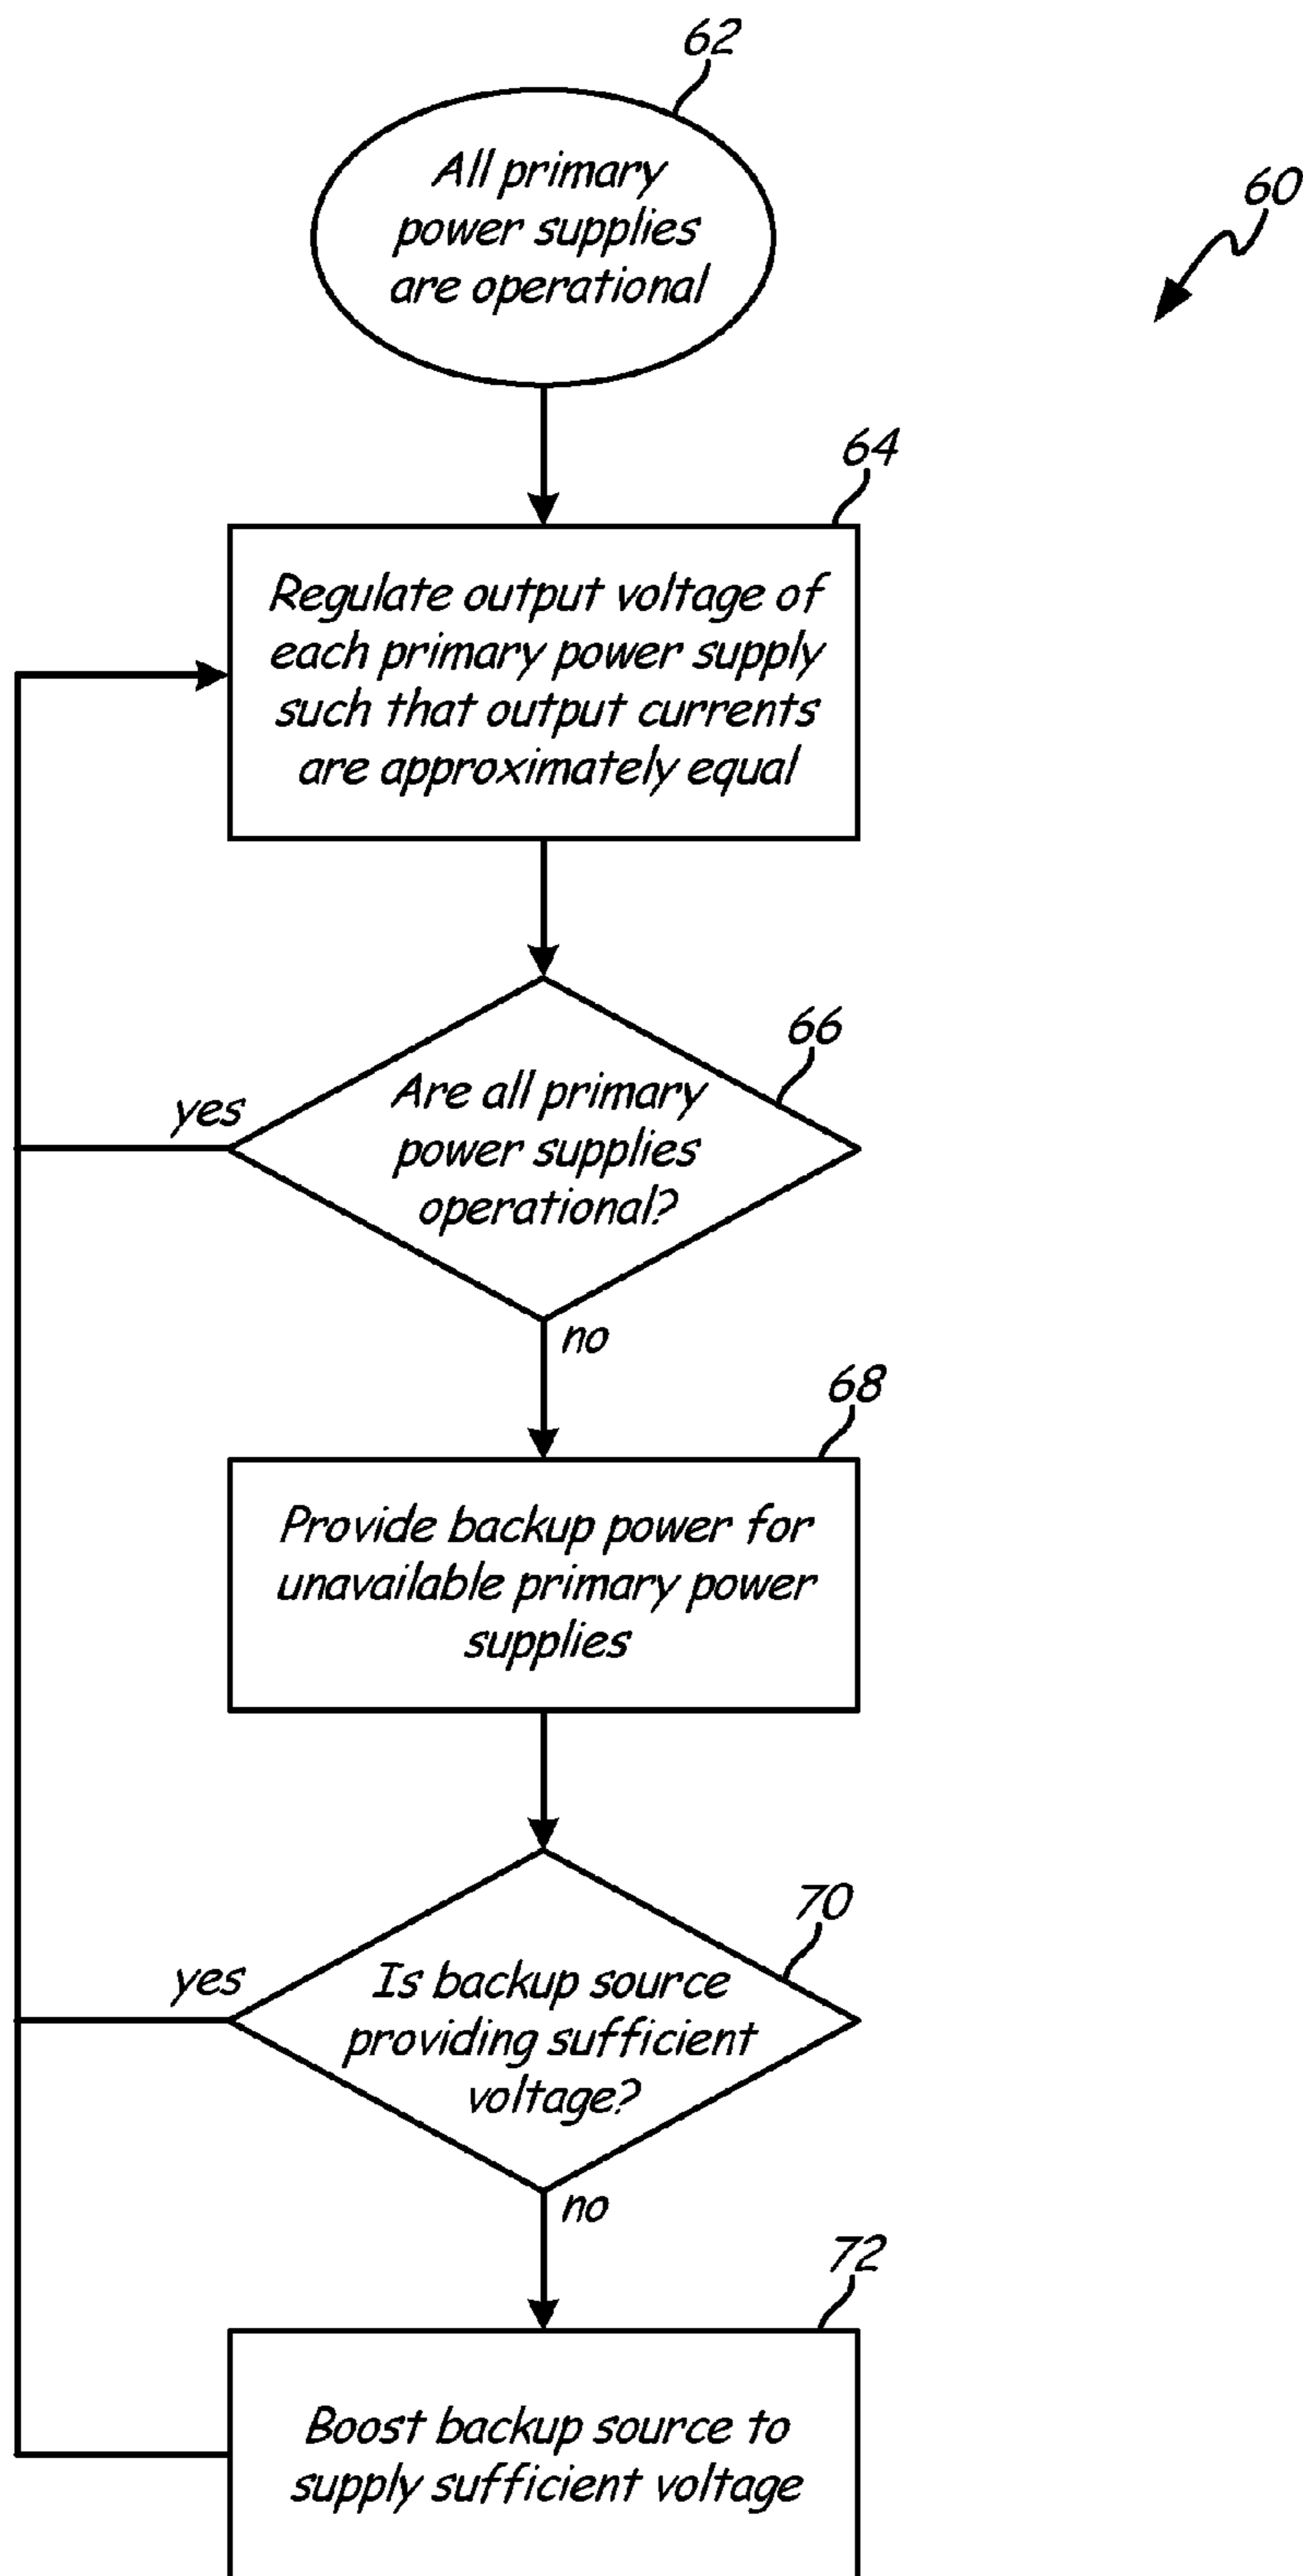 62
All primary
power supplies
are operational
60
64
Regulate output voltage of
each primary power supply
such that output currents
are approximately equal
66
Are all primary
power supplies
operational?
yes
no
68
Provide backup power for
unavailable primary power
supplies
70
Is backup source
providing sufficient
voltage?
yes
no
72
Boost backup source to
supply sufficient voltage